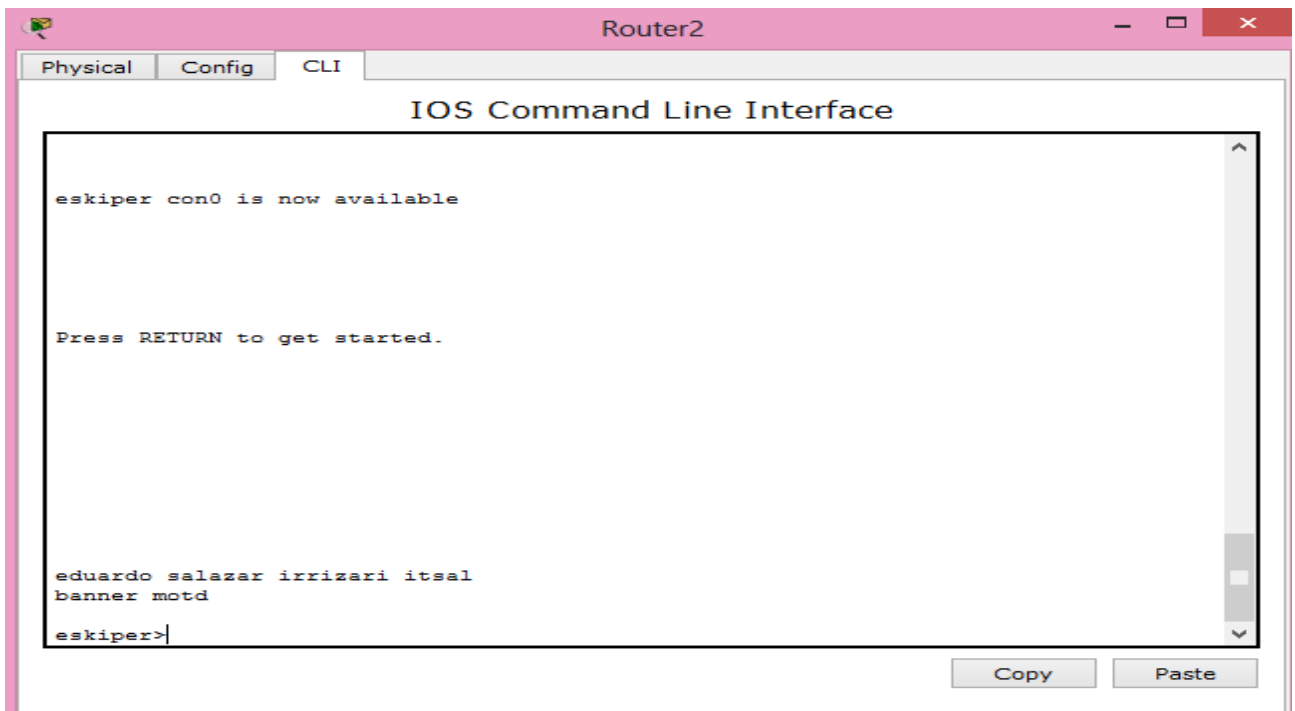 Router2
Physical Config CLI
IOS Command Line Interface
eskiper con0 is now available
Press RETURN to get started.
eduardo salazar irrizari itsal
banner motd
eskiper>
Copy Paste